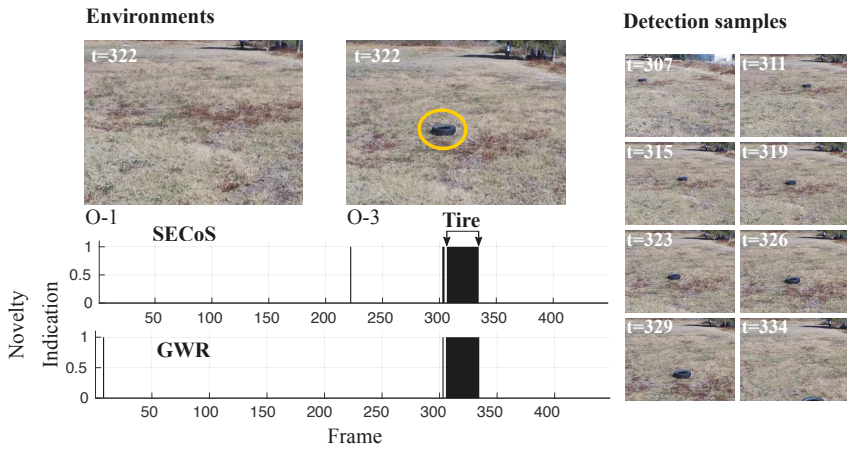 Environments
Detection samples
t=322
t=322
t=307
t=311
t=315
t=319
t=323
t=326
t=329
t=334
O-1
O-3
Tire
SECoS
1
0.5
0
50 100 150 200 250 300 350 400
Novelty
Indication
GWR
1
0.5
0
50 100 150 200 250 300 350 400
Frame